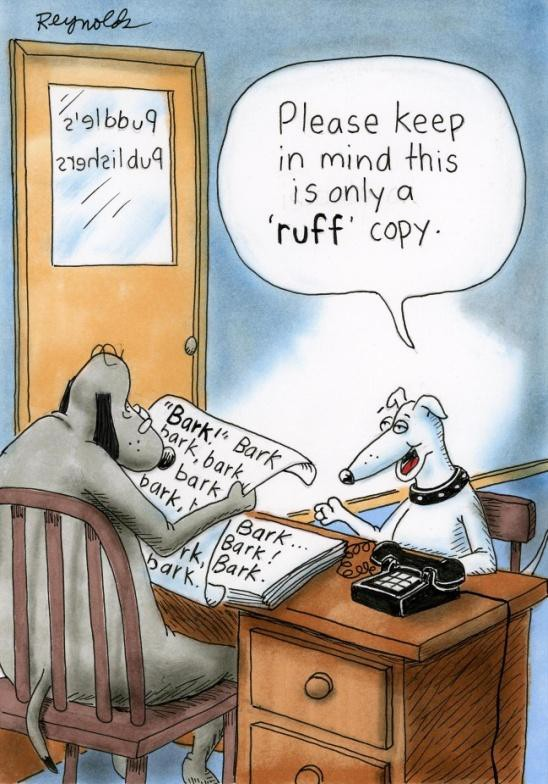 Reynolds
Puddle's
Publishers
Please keep
in mind this
is only a
'ruff' copy.
"Bark!" Bark
bark, bark
bark
bark,
Bark...
Bark!
Bark.
rk,
bark.